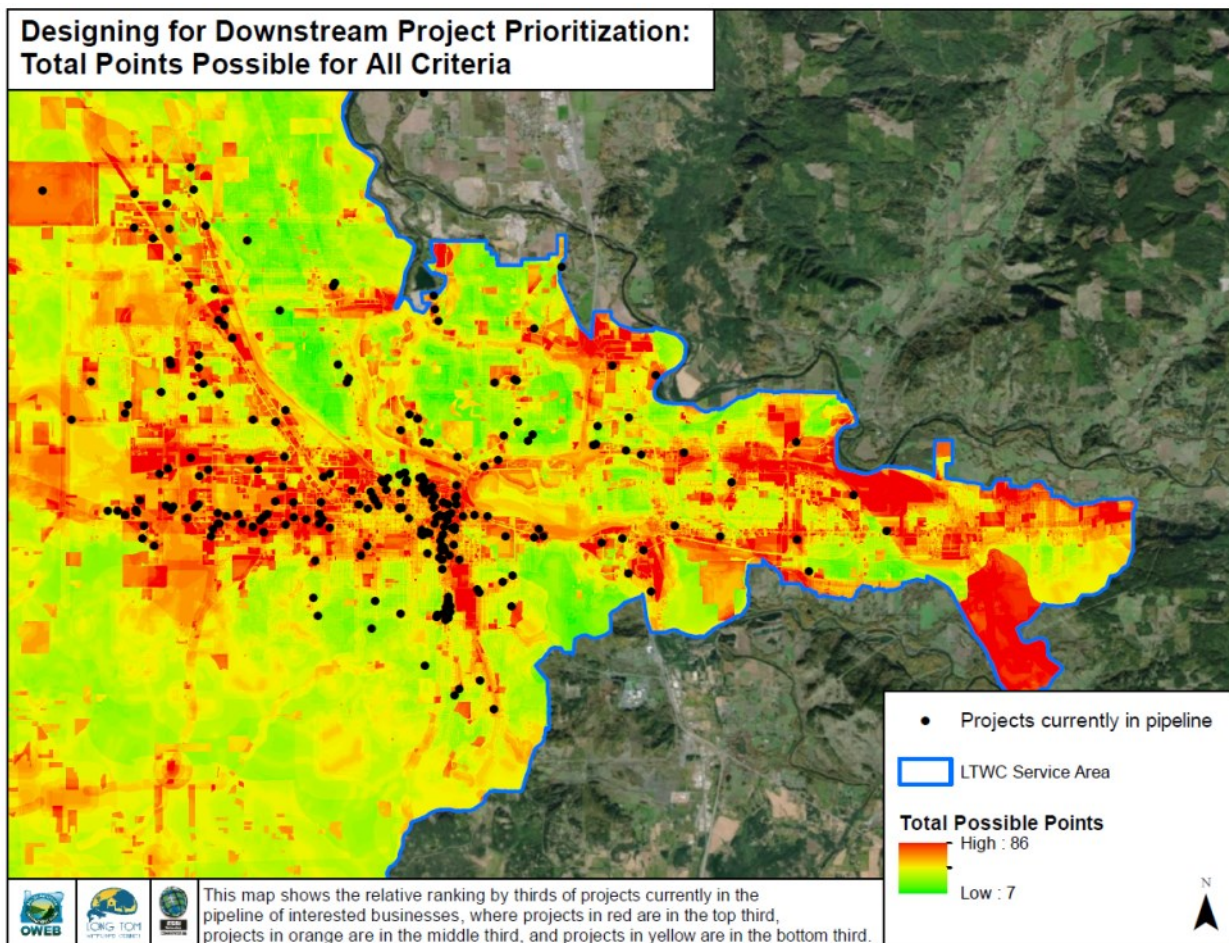 Designing for Downstream Project Prioritization:
Total Points Possible for All Criteria
Projects currently in pipeline
LTWC Service Area
Total Possible Points
High : 86
Low : 7
N
OWEB
LONG TOM
This map shows the relative ranking by thirds of projects currently in the
pipeline of interested businesses, where projects in red are in the top third,
projects in orange are in the middle third, and projects in yellow are in the bottom third.